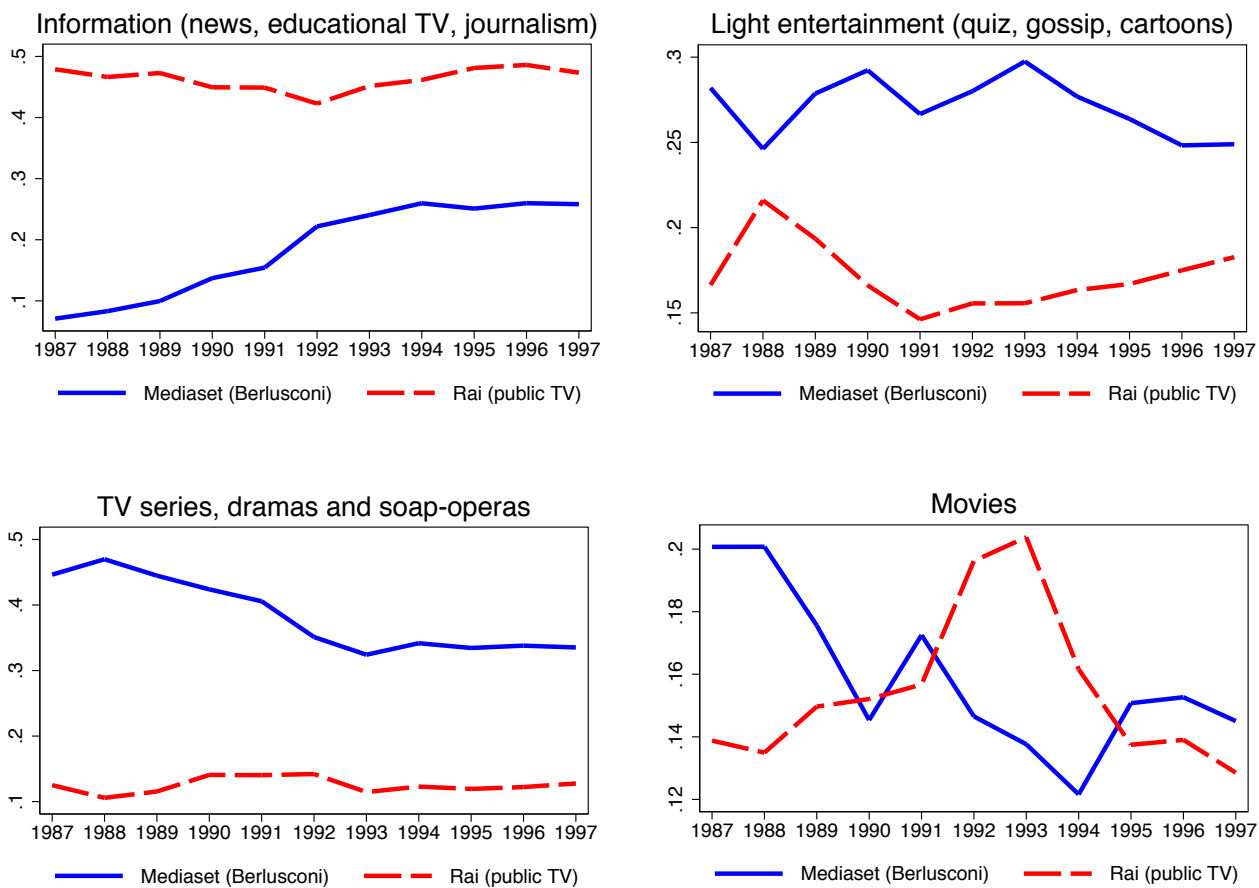 Information (news, educational TV, journalism)
.5
.4
.3
.2
.1
1987 1988 1989 1990 1991 1992 1993 1994 1995 1996 1997
Mediaset (Berlusconi) Rai (public TV)
Light entertainment (quiz, gossip, cartoons)
.3
.25
.2
.15
1987 1988 1989 1990 1991 1992 1993 1994 1995 1996 1997
Mediaset (Berlusconi) Rai (public TV)
TV series, dramas and soap-operas
.5
.4
.3
.2
.1
1987 1988 1989 1990 1991 1992 1993 1994 1995 1996 1997
Mediaset (Berlusconi) Rai (public TV)
Movies
.2
.18
.16
.14
.12
1987 1988 1989 1990 1991 1992 1993 1994 1995 1996 1997
Mediaset (Berlusconi) Rai (public TV)